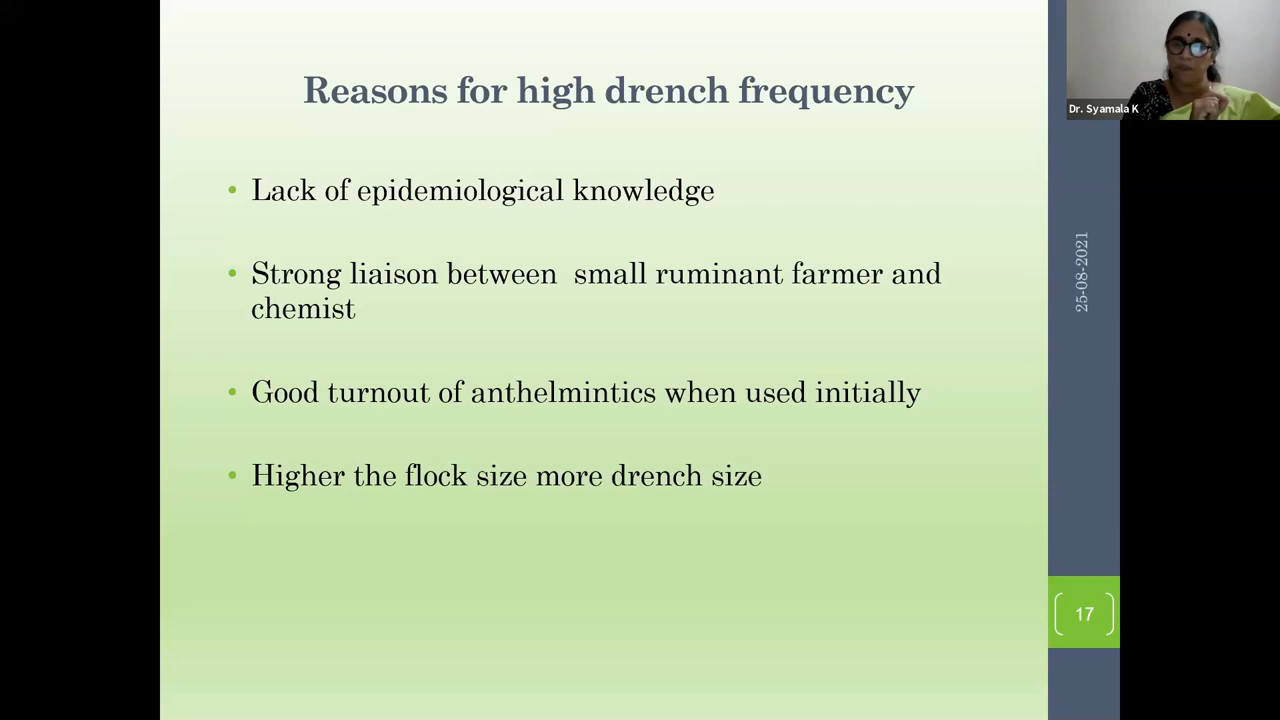 Reasons for high drench frequency
• Lack of epidemiological knowledge
• Strong liaison between  small ruminant farmer and
chemist
• Good turnout of anthelmintics when used initially
• Higher the flock size more drench size
Dr. Syamala K
25-08-2021
17